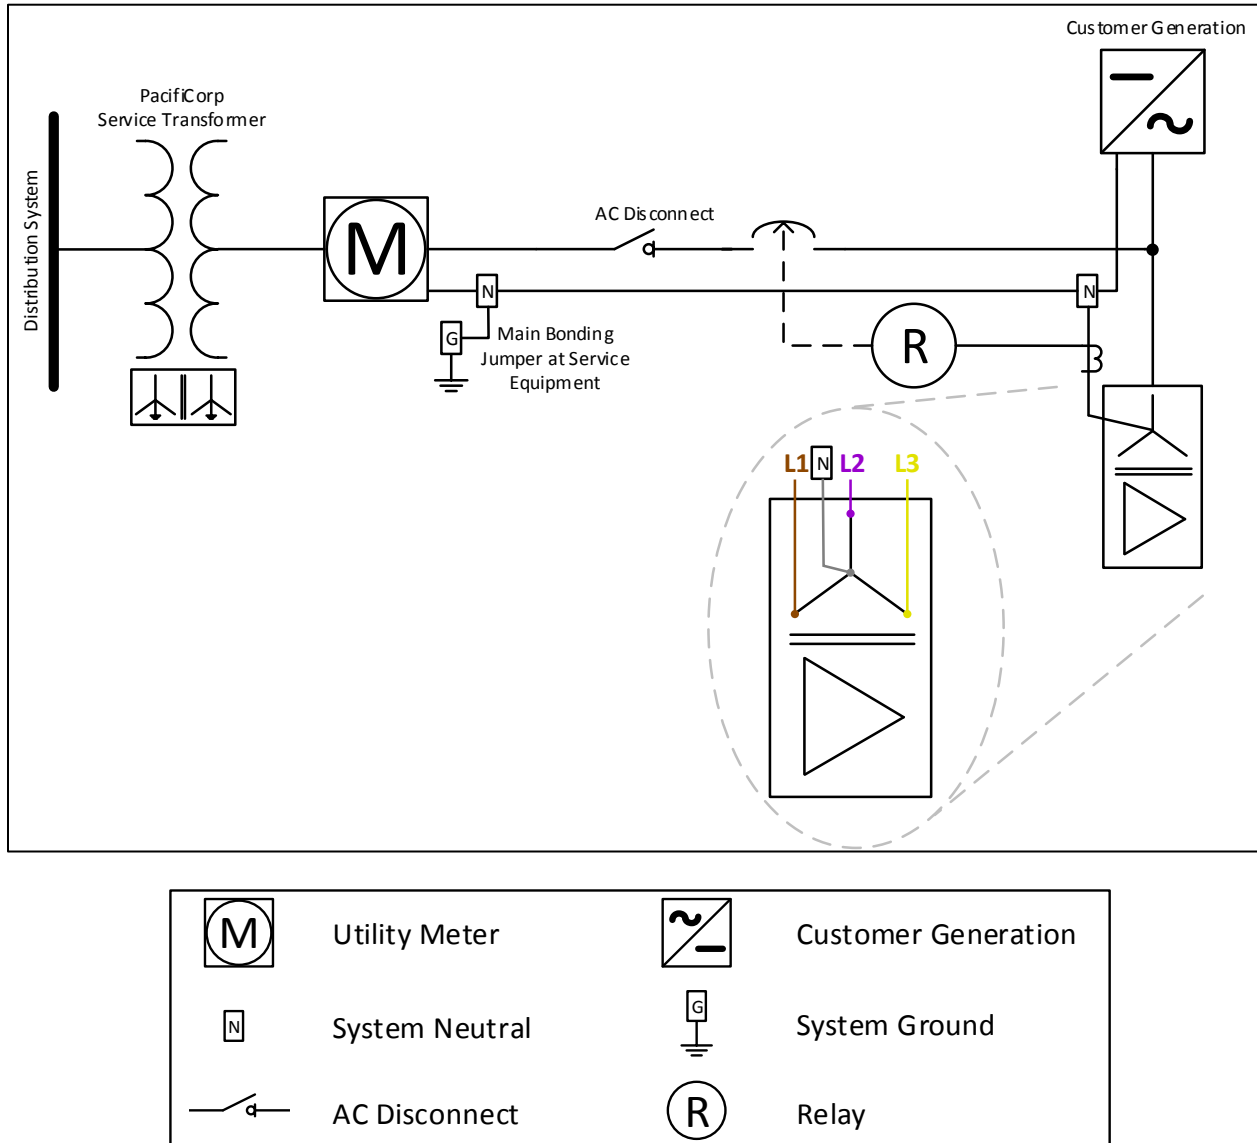 Customer Generation
PacifiCorp
Service Transformer
Distribution System
M
AC Disconnect
N
N
G
Main Bonding
Jumper at Service
Equipment
R
L1 N L2 L3
M Utility Meter
Customer Generation
N System Neutral
G System Ground
AC Disconnect
R Relay